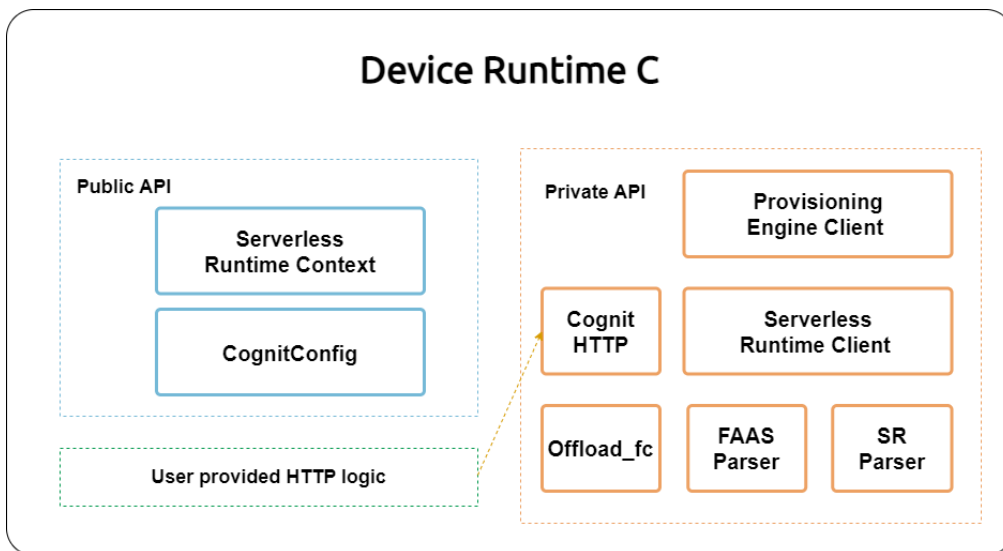 Device Runtime C
Public API
Serverless
Runtime Context
CognitConfig
User provided HTTP logic
Private API
Provisioning
Engine Client
Cognit
HTTP
Serverless
Runtime Client
Offload_fc
FAAS
Parser
SR
Parser